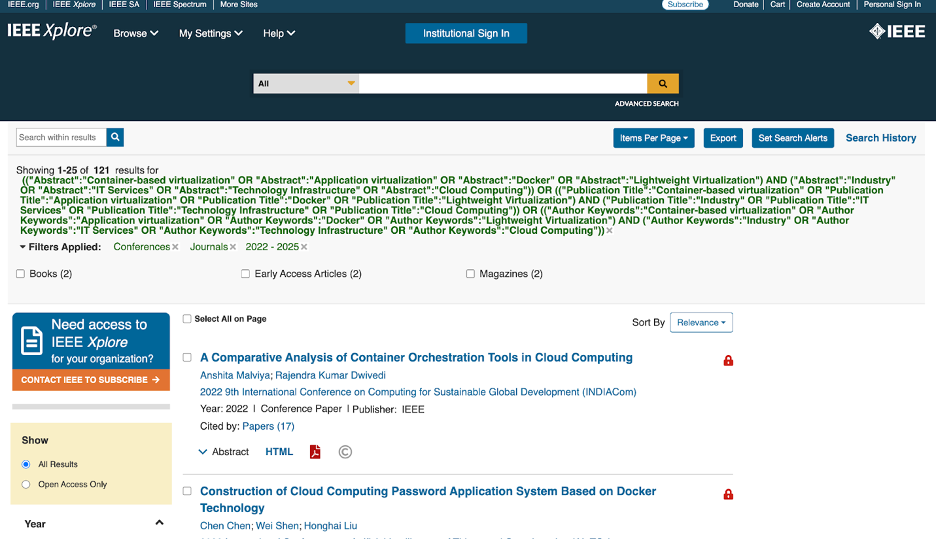 IEEE.org IEEE Xplore IEEE SA IEEE Spectrum More Sites Subscribe Donate Cart Create Account Personal Sign In
IEEE Xplore® Browse My Settings Help Institutional Sign In IEEE
All
ADVANCED SEARCH
Search within results Items Per Page Export Set Search Alerts Search History
Showing 1-25 of 121 results for
(("Abstract":"Container-based virtualization" OR "Abstract":"Application virtualization" OR "Abstract":"Docker" OR "Abstract":"Lightweight Virtualization") AND ("Abstract":"Industry"
OR "Abstract":"IT Services" OR "Abstract":"Technology Infrastructure" OR "Abstract":"Cloud Computing")) OR (("Publication Title":"Container-based virtualization" OR "Publication
Title":"Application virtualization" OR "Publication Title":"Docker" OR "Publication Title":"Lightweight Virtualization") AND ("Publication Title":"Industry" OR "Publication Title":"IT
Services" OR "Publication Title":"Technology Infrastructure" OR "Publication Title":"Cloud Computing")) OR (("Author Keywords":"Container-based virtualization" OR "Author
Keywords":"Application virtualization" OR "Author Keywords":"Docker" OR "Author Keywords":"Lightweight Virtualization") AND ("Author Keywords":"Industry" OR "Author
Keywords":"IT Services" OR "Author Keywords":"Technology Infrastructure" OR "Author Keywords":"Cloud Computing"))×
Filters Applied: Conferences × Journals × 2022 - 2025 ×
Books (2) Early Access Articles (2) Magazines (2)
Need access to
IEEE Xplore
for your organization?
CONTACT IEEE TO SUBSCRIBE →
Select All on Page Sort By Relevance
A Comparative Analysis of Container Orchestration Tools in Cloud Computing
Anshita Malviya; Rajendra Kumar Dwivedi
2022 9th International Conference on Computing for Sustainable Global Development (INDIACom)
Year: 2022 | Conference Paper | Publisher: IEEE
Cited by: Papers (17)
Abstract HTML ©
Show
All Results
Open Access Only
Year
Construction of Cloud Computing Password Application System Based on Docker
Technology
Chen Chen; Wei Shen; Honghai Liu